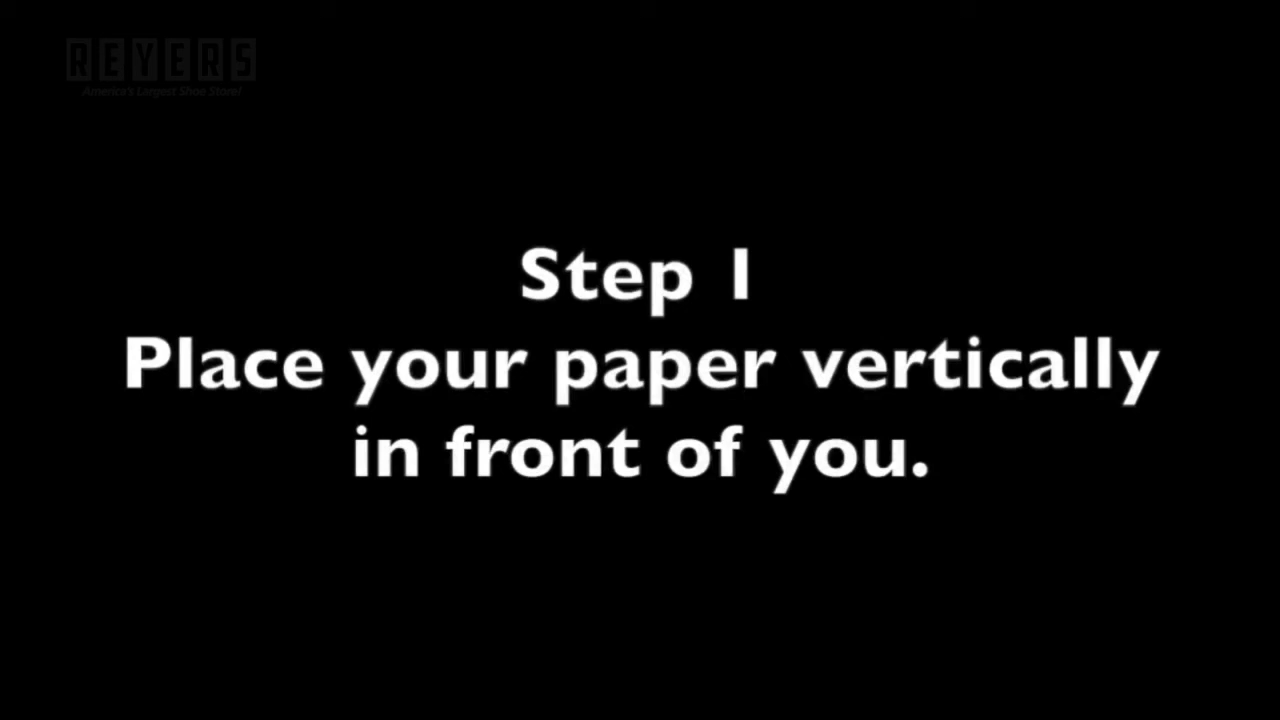 REYERS
America's Largest Shoe Store!
Step 1
Place your paper vertically
in front of you.